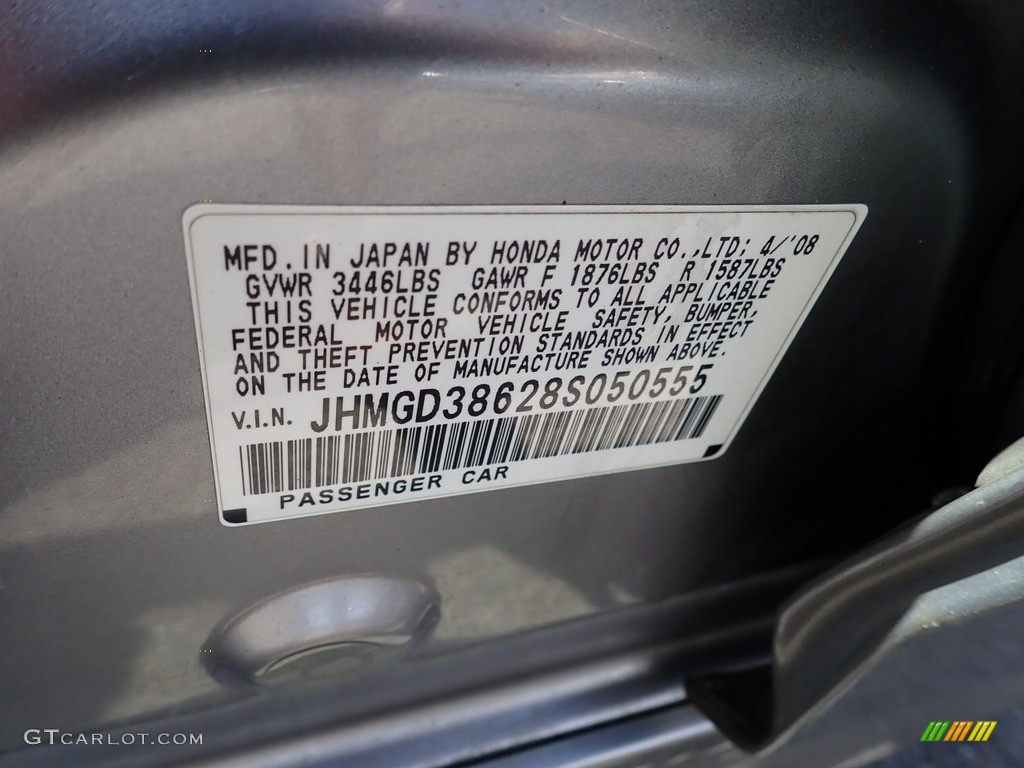 MFD. IN JAPAN BY HONDA MOTOR CO.,LTD; 4/'08
GVWR 3446LBS GAWR F 1876LBS R 1587LBS
THIS VEHICLE CONFORMS TO ALL APPLICABLE
FEDERAL MOTOR VEHICLE SAFETY, BUMPER,
AND THEFT PREVENTION STANDARDS IN EFFECT
ON THE DATE OF MANUFACTURE SHOWN ABOVE.
V.I.N. JHMGD38628S050555
PASSENGER CAR
GTCARLOT.COM